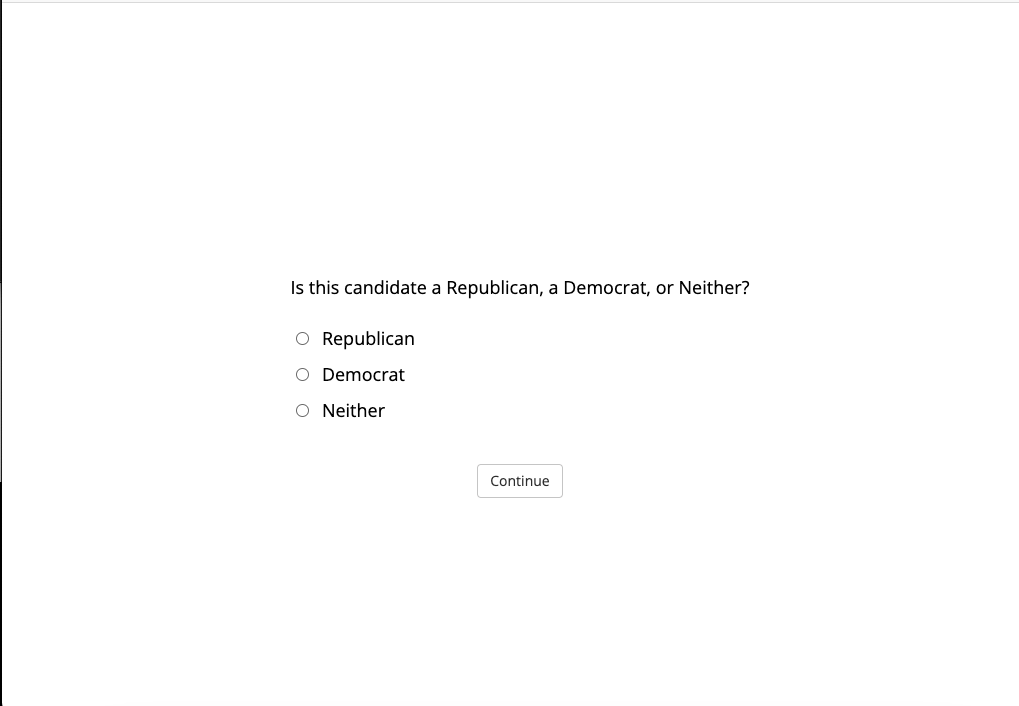 Is this candidate a Republican, a Democrat, or Neither?
Republican
Democrat
Neither
Continue